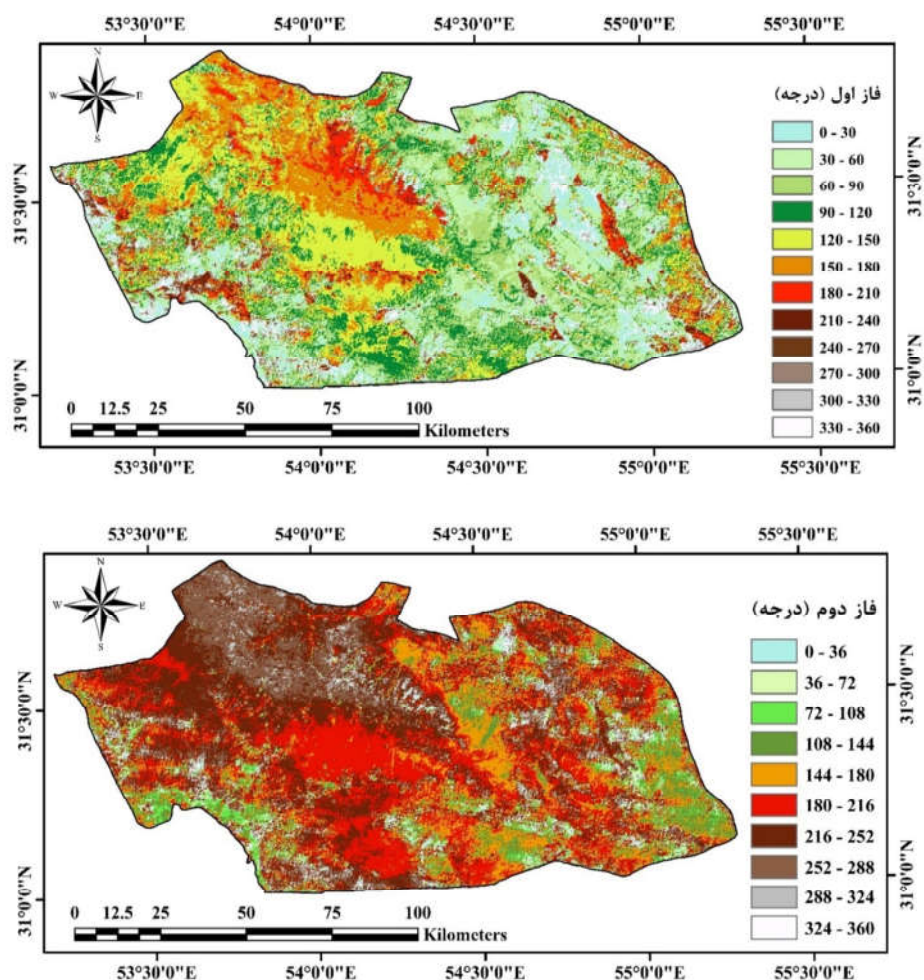 53°30'0"E 54°0'0"E 54°30'0"E 55°0'0"E 55°30'0"E
N
W E
S
فاز اول (درجه)
0 - 30
30 - 60
60 - 90
90 - 120
120 - 150
150 - 180
180 - 210
210 - 240
240 - 270
270 - 300
300 - 330
330 - 360
31°30'0"N 31°30'0"N
31°0'0"N 31°0'0"N
0 12.5 25 50 75 100
Kilometers
53°30'0"E 54°0'0"E 54°30'0"E 55°0'0"E 55°30'0"E
53°30'0"E 54°0'0"E 54°30'0"E 55°0'0"E 55°30'0"E
N
W E
S
فاز دوم (درجه)
0 - 36
36 - 72
72 - 108
108 - 144
144 - 180
180 - 216
216 - 252
252 - 288
288 - 324
324 - 360
31°30'0"N 31°30'0"N
31°0'0"N 31°0'0"N
0 12.5 25 50 75 100
Kilometers
53°30'0"E 54°0'0"E 54°30'0"E 55°0'0"E 55°30'0"E